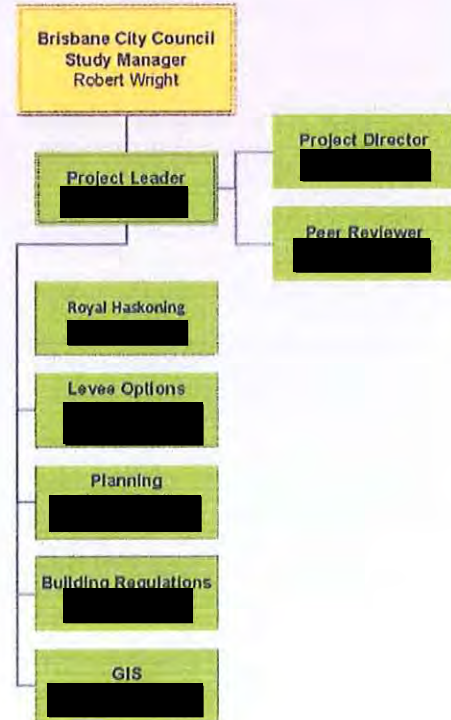 Brisbane City Council
Study Manager
Robert Wright
Project Leader
Project Director
Peer Reviewer
Royal Haskoning
Levee Options
Planning
Building Regulations
GIS